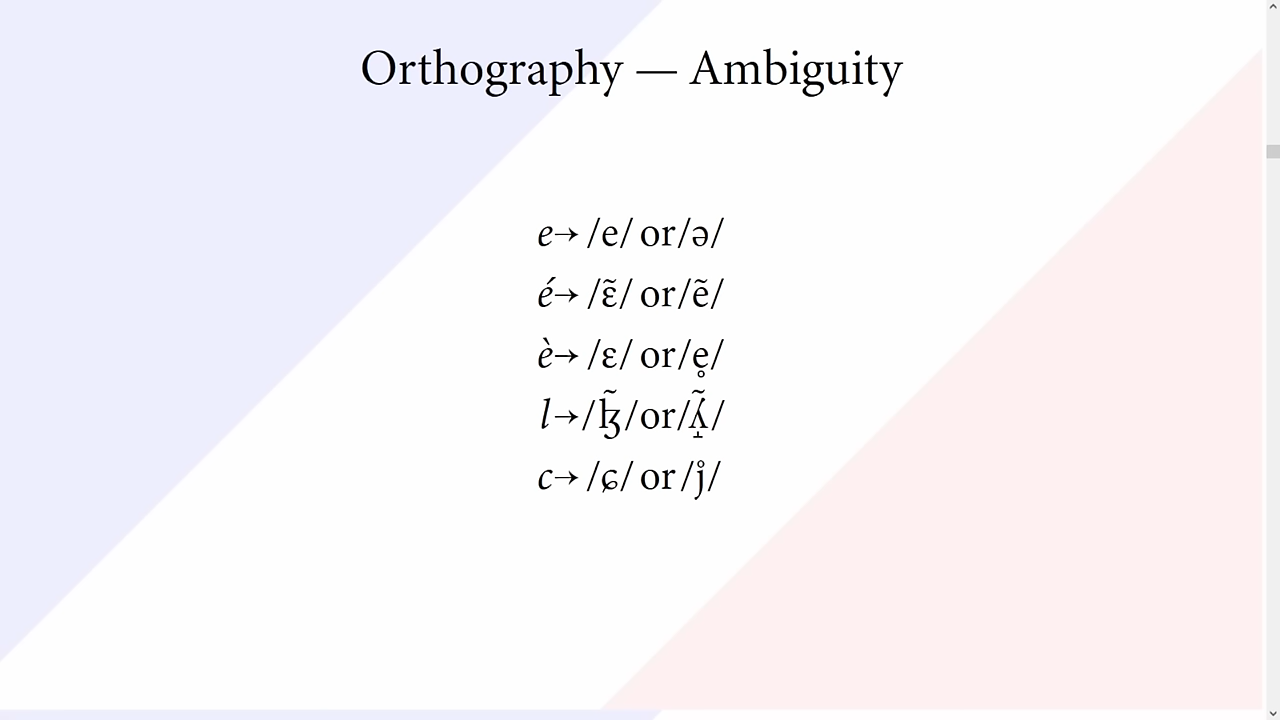 Orthography — Ambiguity
e→ /e/ or /ə/
é→ /ɛ̃/ or /ẽ/
è→ /ɛ/ or /e̥/
l→ /ɮ̃/ or /ʎ̝̃/
c→ /ɕ/ or /j̊/